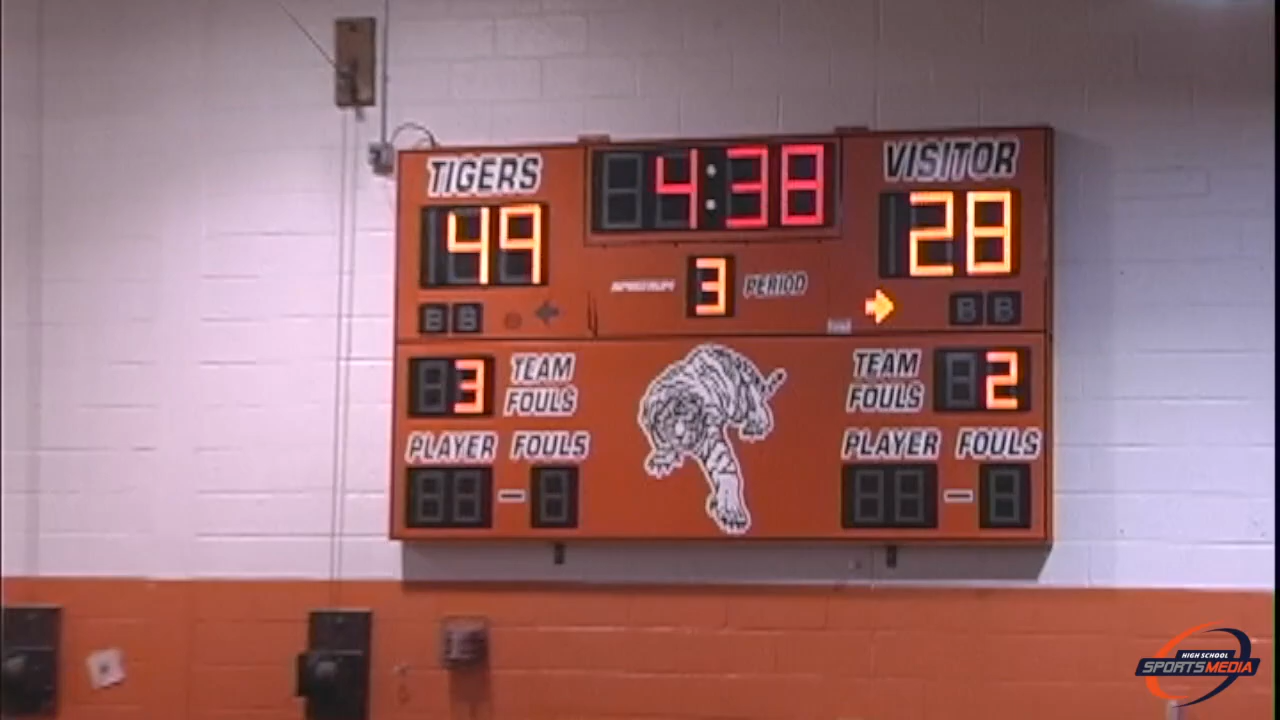 TIGERS 4:38 VISITOR
49 28
SPECTRUM 3 PERIOD
B B B B
3 TEAM FOULS TEAM FOULS 2
PLAYER FOULS PLAYER FOULS
HIGH SCHOOL
SPORTSMEDIA